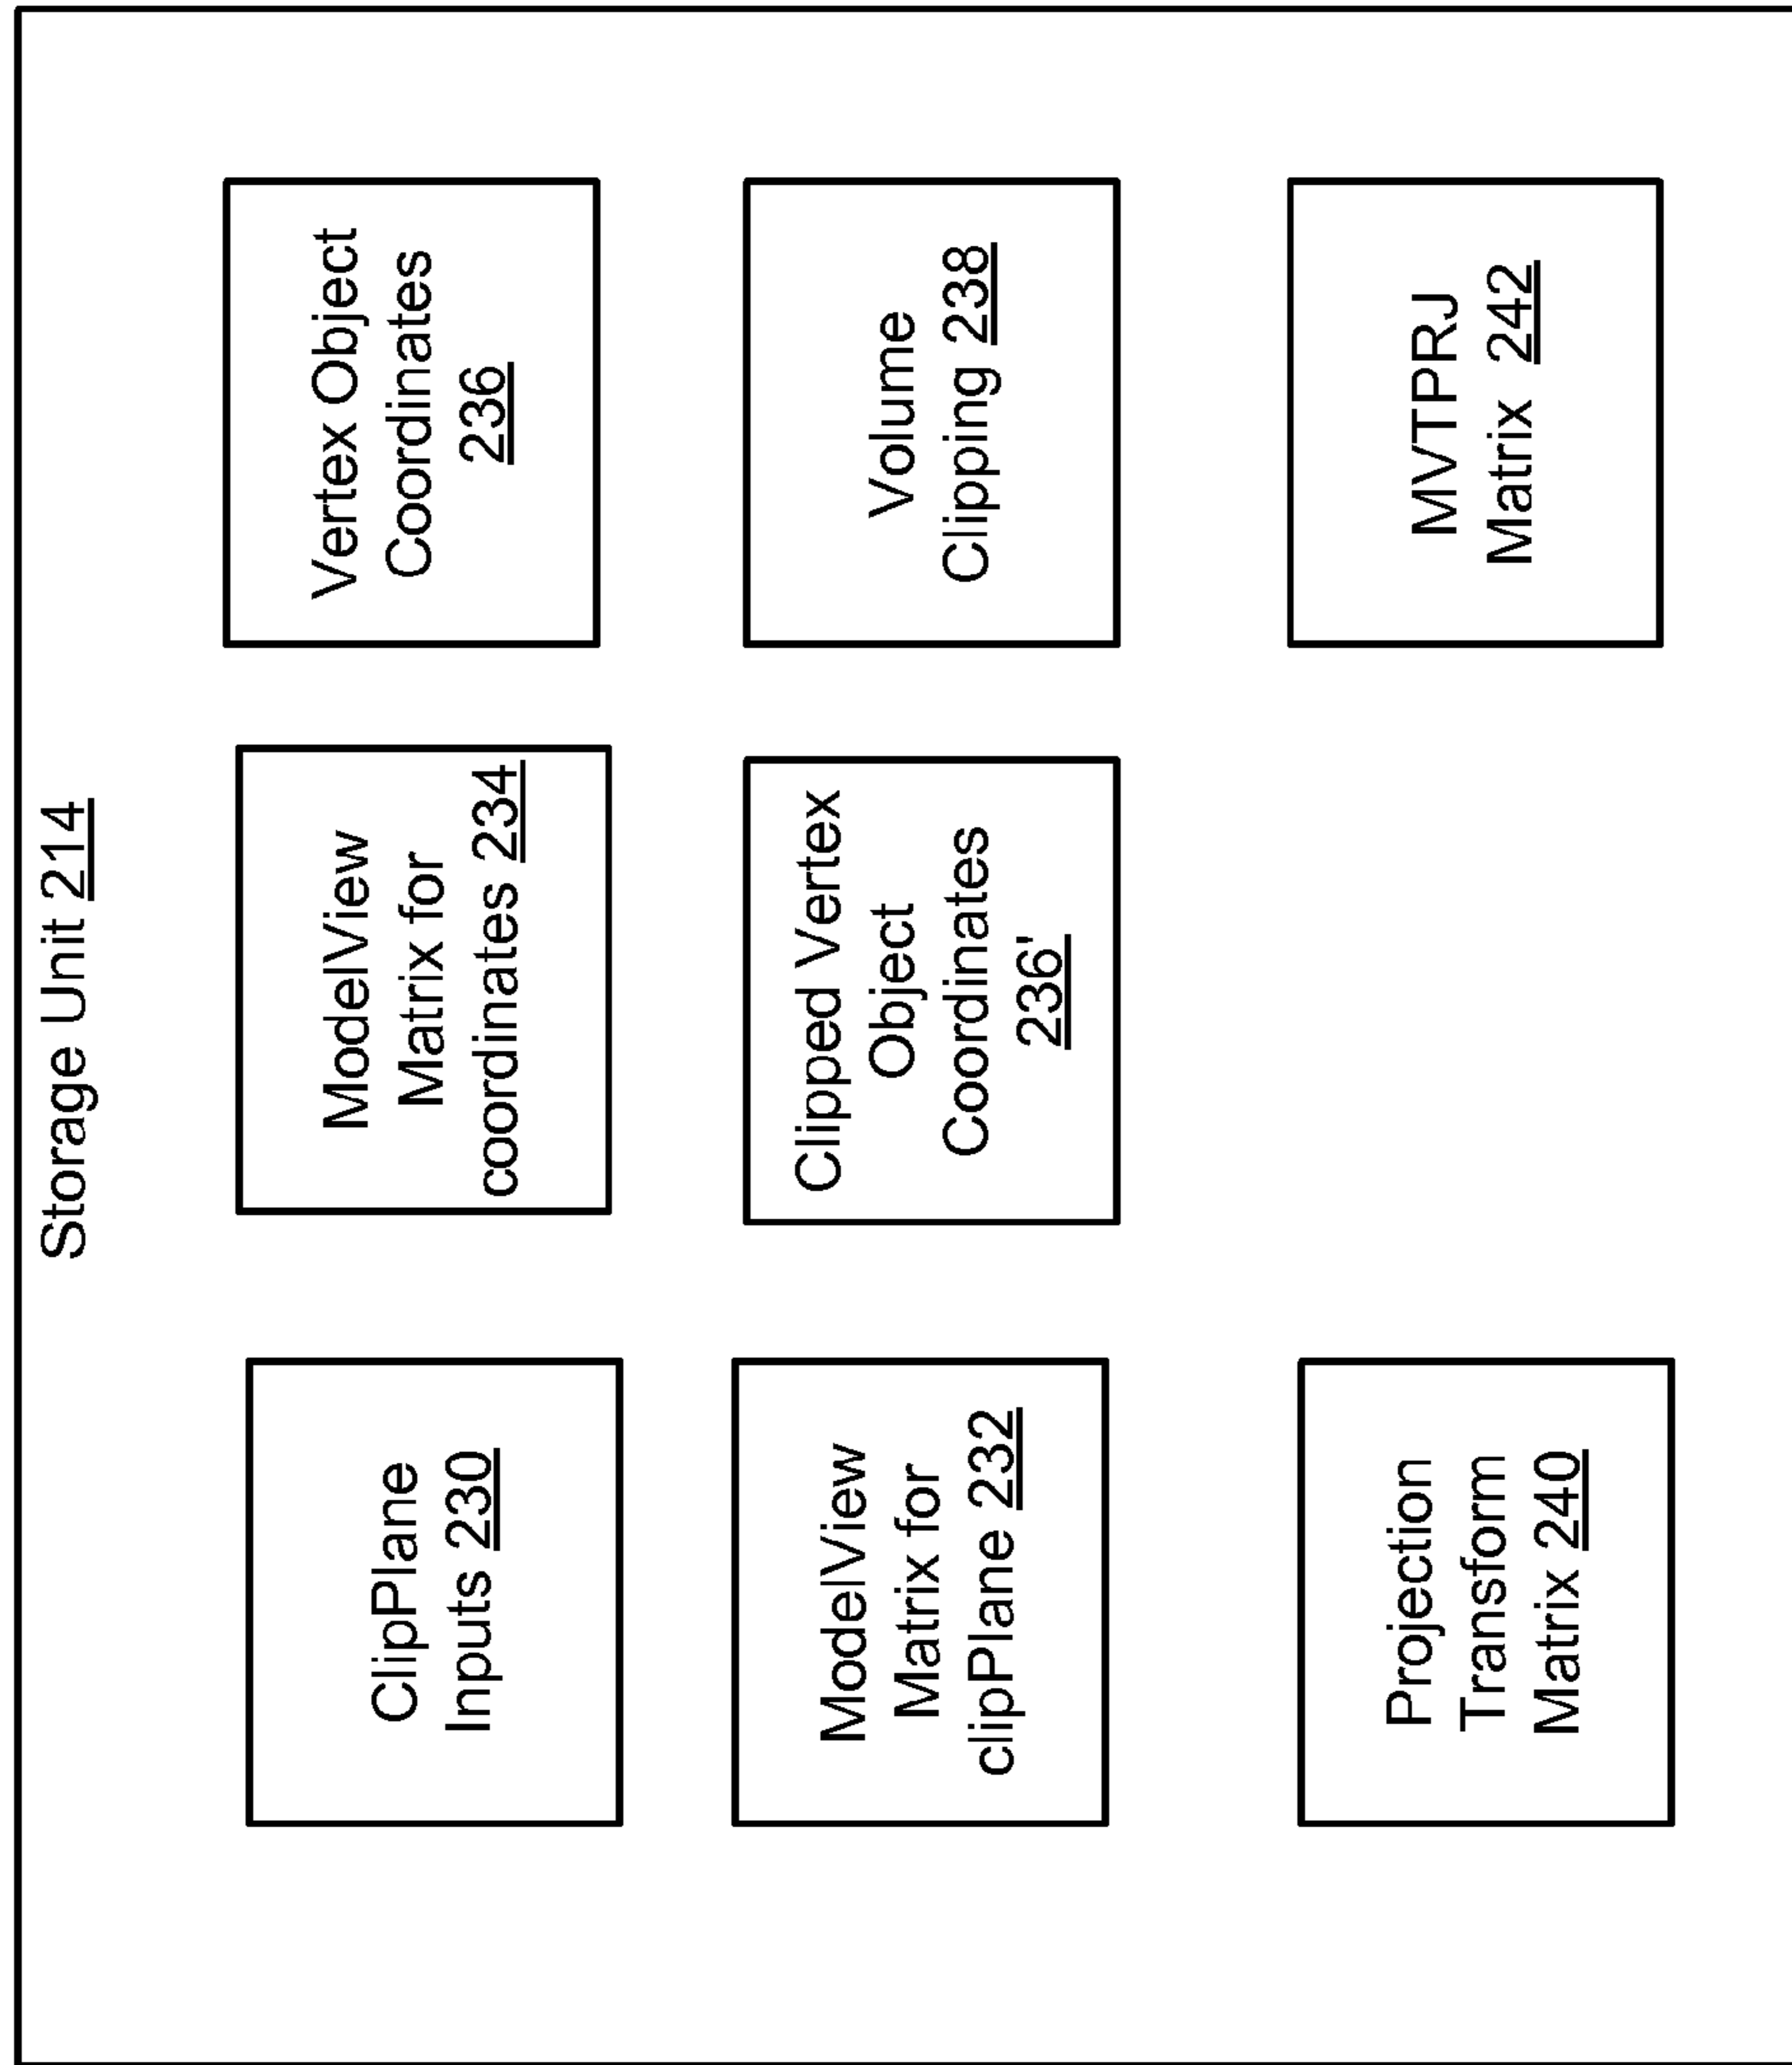 Storage Unit 214
ClipPlane
Inputs 230
ModelView
Matrix for
coordinates 234
Vertex Object
Coordinates
236
ModelView
Matrix for
clipPlane 232
Clipped Vertex
Object
Coordinates
236'
Volume
Clipping 238
Projection
Transform
Matrix 240
MVTPRJ
Matrix 242